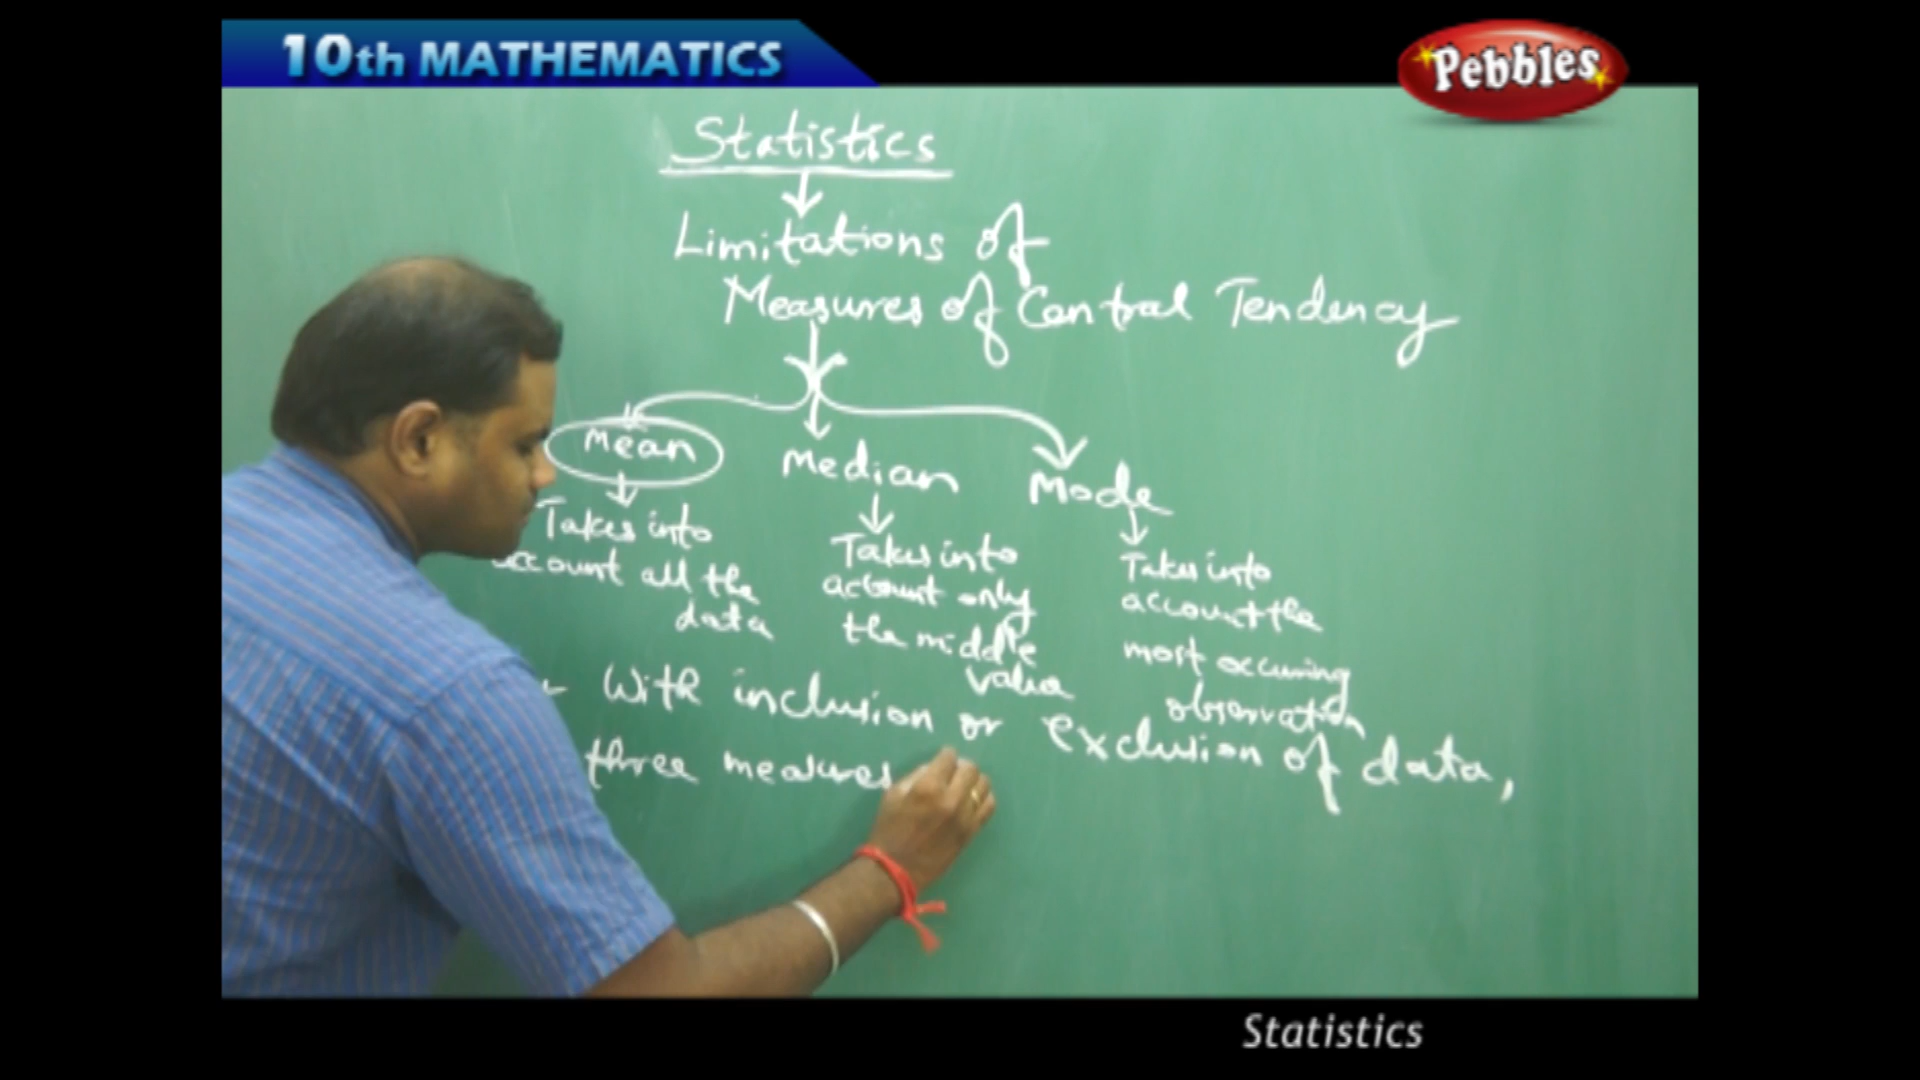 10th MATHEMATICS
Pebbles
Statistics
Limitations of
Measures of Central Tendency
Mean Median Mode
Takes into
account all the
data
Takes into
account only
the middle
value
Takes into
account the
most occuring
observation
- With inclusion or exclusion of data,
three measures
Statistics